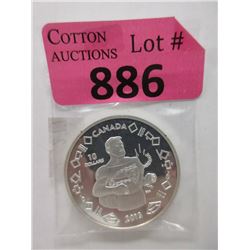 COTTON
AUCTIONS
Lot #
886
CANADA
10
DOLLARS
2013